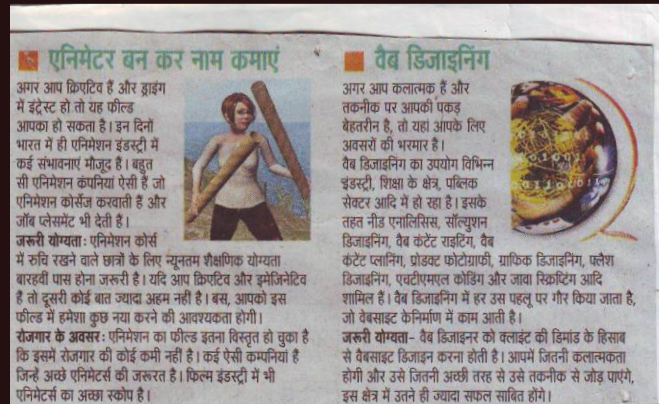 एनिमेटर बन कर नाम कमाएं
अगर आप क्रिएटिव हैं और ड्राइंग
में इंट्रेस्ट हो तो यह फील्ड
आपका हो सकता है। इन दिनों
भारत में ही एनिमेशन इंडस्ट्री में
कई संभावनाएं मौजूद हैं। बहुत
सी एनिमेशन कंपनियां ऐसी हैं जो
एनिमेशन कोर्सेज करवाती हैं और
जॉब प्लेसमेंट भी देती हैं।
जरूरी योग्यता: एनिमेशन कोर्स
में रुचि रखने वाले छात्रों के लिए न्यूनतम शैक्षणिक योग्यता
बारहवीं पास होना जरूरी है। यदि आप क्रिएटिव और इमेजिनेटिव
हैं तो दूसरी कोई बात ज्यादा अहम नहीं है। बस, आपको इस
फील्ड में हमेशा कुछ नया करने की आवश्यकता होगी।
रोजगार के अवसर: एनिमेशन का फील्ड इतना विस्तृत हो चुका है
कि इसमें रोजगार की कोई कमी नहीं है। कई ऐसी कम्पनियां हैं
जिन्हें अच्छे एनिमेटर्स की जरूरत है। फिल्म इंडस्ट्री में भी
एनिमेटर्स का अच्छा स्कोप है।
वैब डिजाइनिंग
अगर आप कलात्मक हैं और
तकनीक पर आपकी पकड़
बेहतरीन है, तो यहां आपके लिए
अवसरों की भरमार है।
वैब डिजाइनिंग का उपयोग विभिन्न
इंडस्ट्री, शिक्षा के क्षेत्र, पब्लिक
सेक्टर आदि में हो रहा है। इसके
तहत नीड एनालिसिस, सॉल्युशन
डिजाइनिंग, वैब कंटेंट राइटिंग, वैब
कंटेंट प्लानिंग, प्रोडक्ट फोटोग्राफी, ग्राफिक डिजाइनिंग, फ्लैश
डिजाइनिंग, एचटीएमएल कोडिंग और जावा स्क्रिप्टिंग आदि
शामिल हैं। वैब डिजाइनिंग में हर उस पहलू पर गौर किया जाता है,
जो वेबसाइट केनिर्माण में काम आती है।
जरूरी योग्यता- वैब डिजाइनर को क्लाइंट की डिमांड के हिसाब
से वैबसाइट डिजाइन करना होती है। आपमें जितनी कलात्मकता
होगी और उसे जितनी अच्छी तरह से उसे तकनीक से जोड़ पाएंगे,
इस क्षेत्र में उतने ही ज्यादा सफल साबित होंगे।